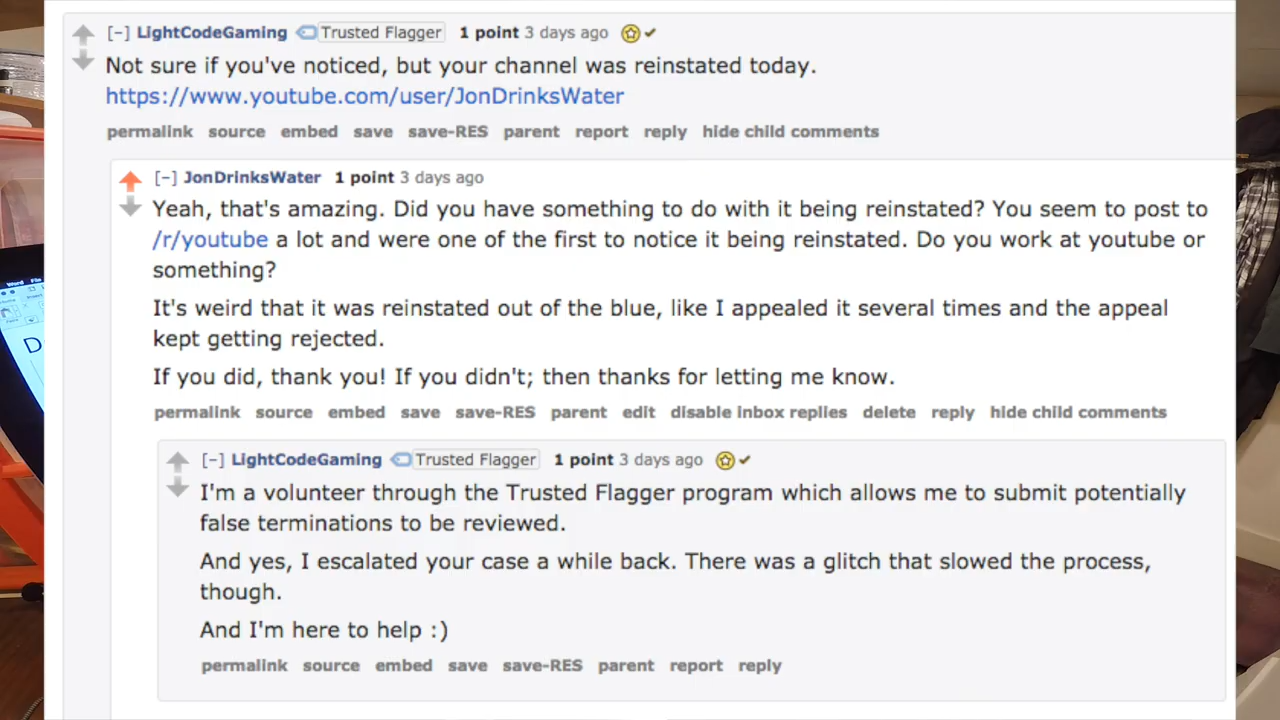 [-] LightCodeGaming Trusted Flagger 1 point 3 days ago
Not sure if you've noticed, but your channel was reinstated today.
https://www.youtube.com/user/JonDrinksWater
permalink source embed save save-RES parent report reply hide child comments
[-] JonDrinksWater 1 point 3 days ago
Yeah, that's amazing. Did you have something to do with it being reinstated? You seem to post to
/r/youtube a lot and were one of the first to notice it being reinstated. Do you work at youtube or
something?
It's weird that it was reinstated out of the blue, like I appealed it several times and the appeal
kept getting rejected.
If you did, thank you! If you didn't; then thanks for letting me know.
permalink source embed save save-RES parent edit disable inbox replies delete reply hide child comments
[-] LightCodeGaming Trusted Flagger 1 point 3 days ago
I'm a volunteer through the Trusted Flagger program which allows me to submit potentially
false terminations to be reviewed.
And yes, I escalated your case a while back. There was a glitch that slowed the process,
though.
And I'm here to help :)
permalink source embed save save-RES parent report reply
Word File
D